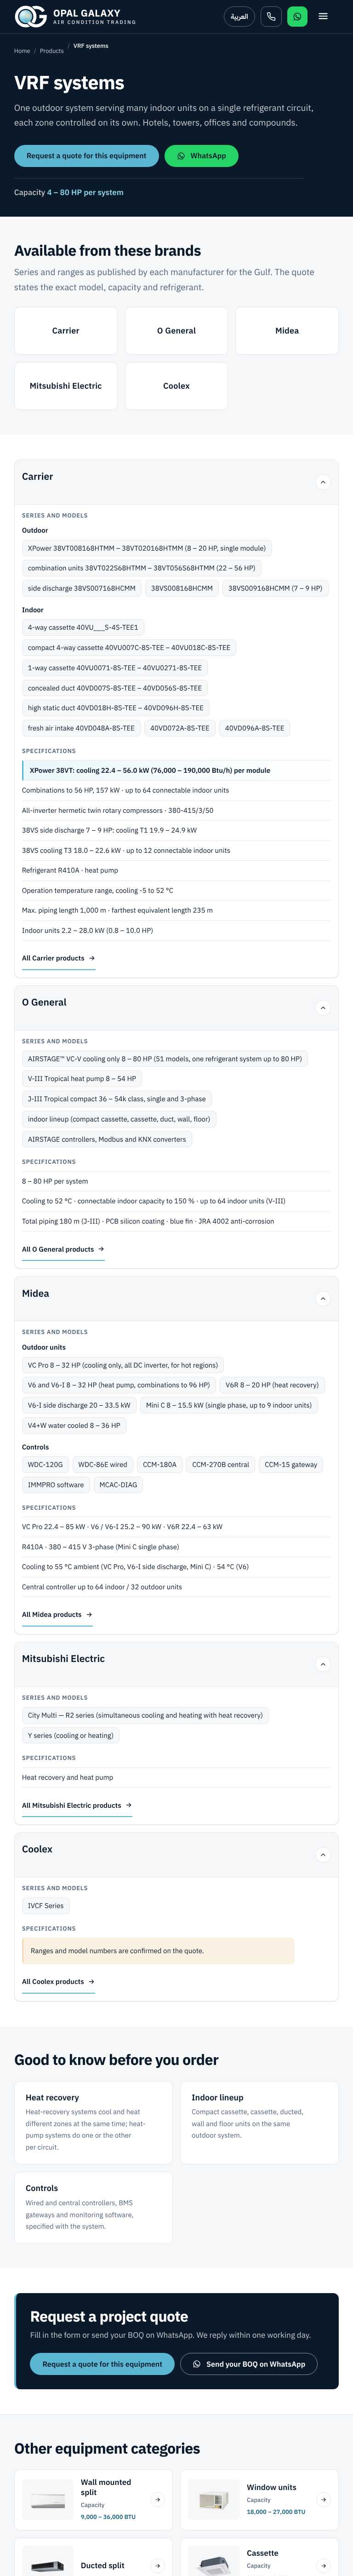 OPAL GALAXY
AIR CONDITION TRADING
العربية
Home / Products / VRF systems
VRF systems
One outdoor system serving many indoor units on a single refrigerant circuit,
each zone controlled on its own. Hotels, towers, offices and compounds.
Request a quote for this equipment
WhatsApp
Capacity 4 – 80 HP per system
Available from these brands
Series and ranges as published by each manufacturer for the Gulf. The quote
states the exact model, capacity and refrigerant.
Carrier
O General
Midea
Mitsubishi Electric
Coolex
Carrier
SERIES AND MODELS
Outdoor
XPower 38VT008168HTMM – 38VT020168HTMM (8 – 20 HP, single module)
combination units 38VT022S68HTMM – 38VT056S68HTMM (22 – 56 HP)
side discharge 38VS007168HCMM 38VS008168HCMM 38VS009168HCMM (7 – 9 HP)
Indoor
4-way cassette 40VU___S-4S-TEE1
compact 4-way cassette 40VU007C-8S-TEE – 40VU018C-8S-TEE
1-way cassette 40VU0071-8S-TEE – 40VU0271-8S-TEE
concealed duct 40VD007S-8S-TEE – 40VD056S-8S-TEE
high static duct 40VD018H-8S-TEE – 40VD096H-8S-TEE
fresh air intake 40VD048A-8S-TEE 40VD072A-8S-TEE 40VD096A-8S-TEE
SPECIFICATIONS
XPower 38VT: cooling 22.4 – 56.0 kW (76,000 – 190,000 Btu/h) per module
Combinations to 56 HP, 157 kW · up to 64 connectable indoor units
All-inverter hermetic twin rotary compressors · 380-415/3/50
38VS side discharge 7 – 9 HP: cooling T1 19.9 – 24.9 kW
38VS cooling T3 18.0 – 22.6 kW · up to 12 connectable indoor units
Refrigerant R410A · heat pump
Operation temperature range, cooling -5 to 52 °C
Max. piping length 1,000 m · farthest equivalent length 235 m
Indoor units 2.2 – 28.0 kW (0.8 – 10.0 HP)
All Carrier products →
O General
SERIES AND MODELS
AIRSTAGE™ VC-V cooling only 8 – 80 HP (51 models, one refrigerant system up to 80 HP)
V-III Tropical heat pump 8 – 54 HP
J-III Tropical compact 36 – 54k class, single and 3-phase
indoor lineup (compact cassette, cassette, duct, wall, floor)
AIRSTAGE controllers, Modbus and KNX converters
SPECIFICATIONS
8 – 80 HP per system
Cooling to 52 °C · connectable indoor capacity to 150 % · up to 64 indoor units (V-III)
Total piping 180 m (J-III) · PCB silicon coating · blue fin · JRA 4002 anti-corrosion
All O General products →
Midea
SERIES AND MODELS
Outdoor units
VC Pro 8 – 32 HP (cooling only, all DC inverter, for hot regions)
V6 and V6-I 8 – 32 HP (heat pump, combinations to 96 HP) V6R 8 – 20 HP (heat recovery)
V6-I side discharge 20 – 33.5 kW Mini C 8 – 15.5 kW (single phase, up to 9 indoor units)
V4+W water cooled 8 – 36 HP
Controls
WDC-120G WDC-86E wired CCM-180A CCM-270B central CCM-15 gateway
IMMPRO software MCAC-DIAG
SPECIFICATIONS
VC Pro 22.4 – 85 kW · V6 / V6-I 25.2 – 90 kW · V6R 22.4 – 63 kW
R410A · 380 – 415 V 3-phase (Mini C single phase)
Cooling to 55 °C ambient (VC Pro, V6-I side discharge, Mini C) · 54 °C (V6)
Central controller up to 64 indoor / 32 outdoor units
All Midea products →
Mitsubishi Electric
SERIES AND MODELS
City Multi — R2 series (simultaneous cooling and heating with heat recovery)
Y series (cooling or heating)
SPECIFICATIONS
Heat recovery and heat pump
All Mitsubishi Electric products →
Coolex
SERIES AND MODELS
IVCF Series
SPECIFICATIONS
Ranges and model numbers are confirmed on the quote.
All Coolex products →
Good to know before you order
Heat recovery
Heat-recovery systems cool and heat
different zones at the same time; heat-
pump systems do one or the other
per circuit.
Indoor lineup
Compact cassette, cassette, ducted,
wall and floor units on the same
outdoor system.
Controls
Wired and central controllers, BMS
gateways and monitoring software,
specified with the system.
Request a project quote
Fill in the form or send your BOQ on WhatsApp. We reply within one working day.
Request a quote for this equipment
Send your BOQ on WhatsApp
Other equipment categories
Wall mounted
split
Capacity
9,000 – 36,000 BTU
→
Window units
Capacity
18,000 – 27,000 BTU
→
Ducted split
→
Cassette
Capacity
→